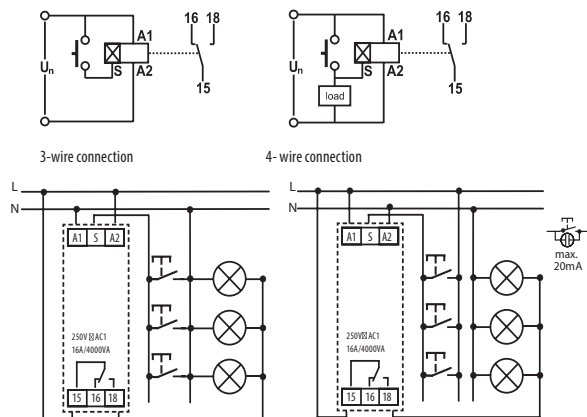 16 18
A1
Un
S A2
15
16 18
A1
Un
S A2
load
15
3-wire connection
4- wire connection
L
N
A1 S A2
250V AC1
16A/4000VA
15 16 18
L
N
A1 S A2
250V AC1
16A/4000VA
15 16 18
max.
20mA